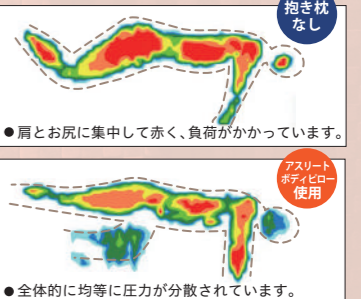 抱き枕
なし
●肩とお尻に集中して赤く、負荷がかかっています。
アスリート
ボディピロー
使用
●全体的に均等に圧力が分散されています。